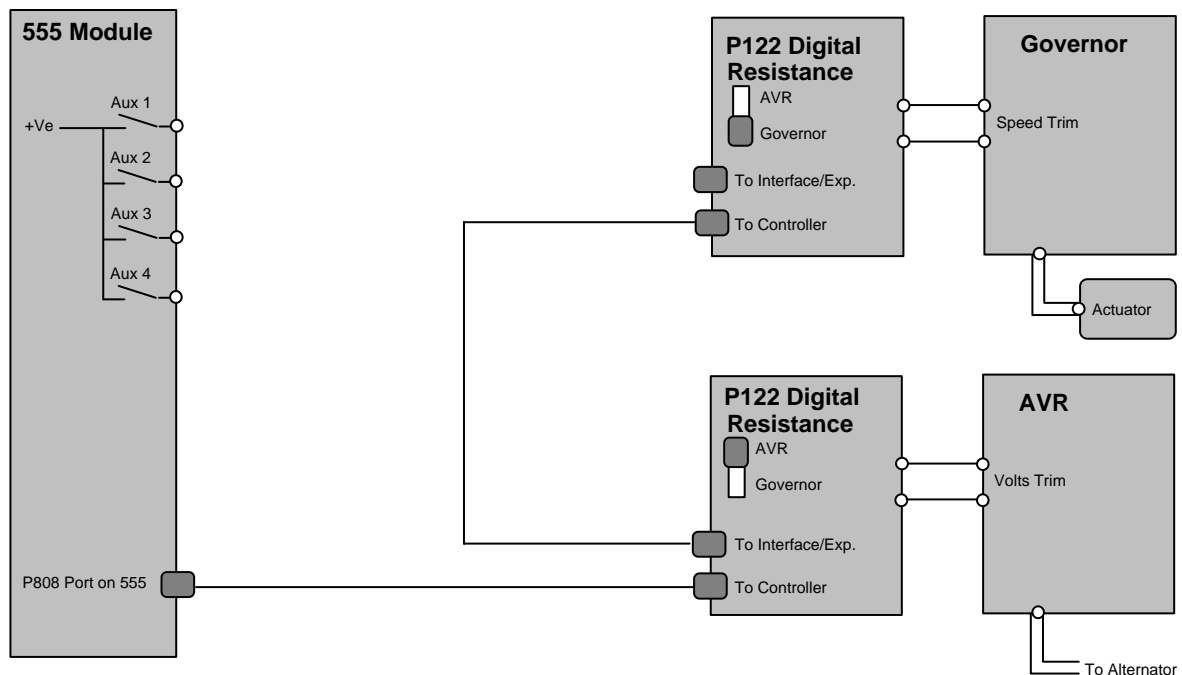 555 Module
+Ve
Aux 1
Aux 2
Aux 3
Aux 4
P808 Port on 555
P122 Digital
Resistance
AVR
Governor
To Interface/Exp.
To Controller
Governor
Speed Trim
Actuator
P122 Digital
Resistance
AVR
Governor
To Interface/Exp.
To Controller
AVR
Volts Trim
To Alternator